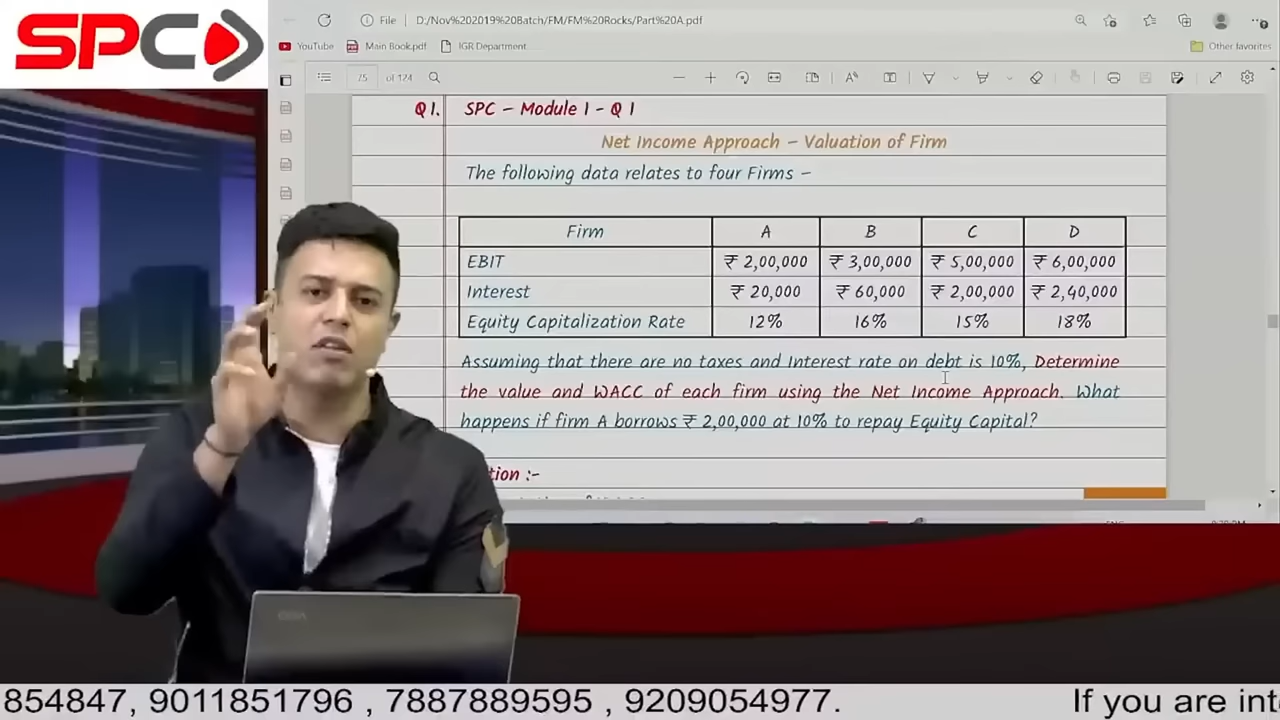 SPC
File D:/Nov%202019%20Batch/FM/FM%20Rocks/Part%20A.pdf
YouTube Main Book.pdf IGR Department Other favorites
75 of 124
Q1. SPC – Module 1 - Q 1
Net Income Approach – Valuation of Firm
The following data relates to four Firms –
Firm A B C D
EBIT ₹ 2,00,000 ₹ 3,00,000 ₹ 5,00,000 ₹ 6,00,000
Interest ₹ 20,000 ₹ 60,000 ₹ 2,00,000 ₹ 2,40,000
Equity Capitalization Rate 12% 16% 15% 18%
Assuming that there are no taxes and Interest rate on debt is 10%, Determine
the value and WACC of each firm using the Net Income Approach. What
happens if firm A borrows ₹ 2,00,000 at 10% to repay Equity Capital?
tion :-
854847, 9011851796 , 7887889595 , 9209054977. If you are int